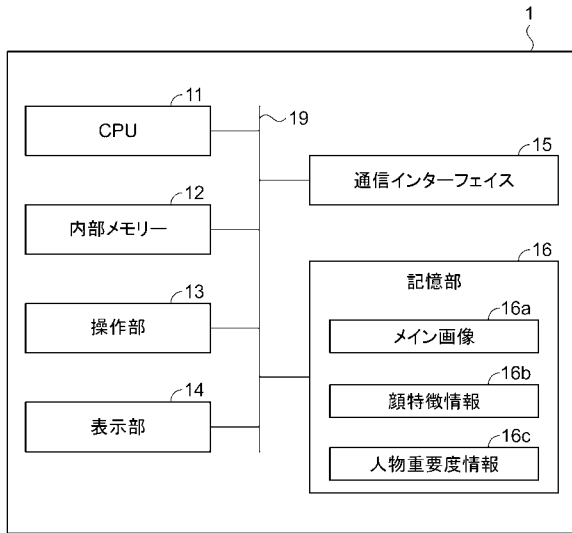 1
11
CPU
12
内部メモリー
13
操作部
14
表示部
19
15
通信インターフェイス
16
記憶部
16a
メイン画像
16b
顔特徴情報
16c
人物重要度情報